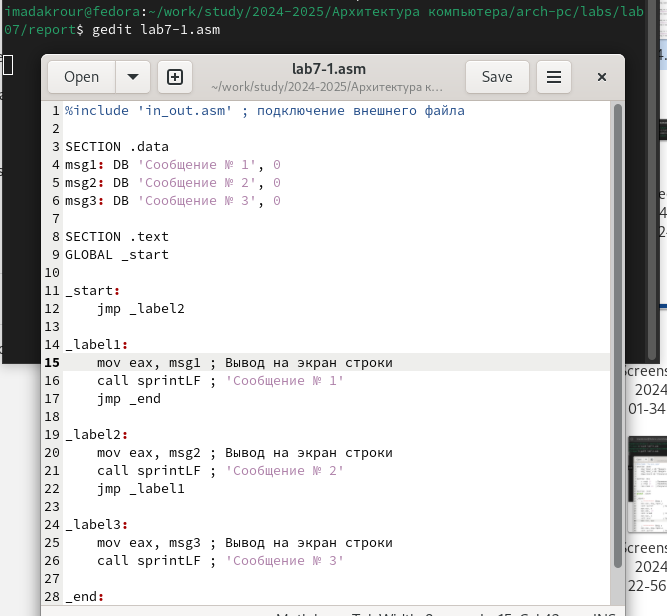 imadakrour@fedora:~/work/study/2024-2025/Архитектура компьютера/arch-pc/labs/lab
07/report$ gedit lab7-1.asm
Open
lab7-1.asm
~/work/study/2024-2025/Архитектура к…
Save
1 %include 'in_out.asm' ; подключение внешнего файла
2
3 SECTION .data
4 msg1: DB 'Сообщение № 1', 0
5 msg2: DB 'Сообщение № 2', 0
6 msg3: DB 'Сообщение № 3', 0
7
8 SECTION .text
9 GLOBAL _start
10
11 _start:
12 jmp _label2
13
14 _label1:
15 mov eax, msg1 ; Вывод на экран строки
16 call sprintLF ; 'Сообщение № 1'
17 jmp _end
18
19 _label2:
20 mov eax, msg2 ; Вывод на экран строки
21 call sprintLF ; 'Сообщение № 2'
22 jmp _label1
23
24 _label3:
25 mov eax, msg3 ; Вывод на экран строки
26 call sprintLF ; 'Сообщение № 3'
27
28 _end:
Screens
2024
01-34
Screens
2024
22-56